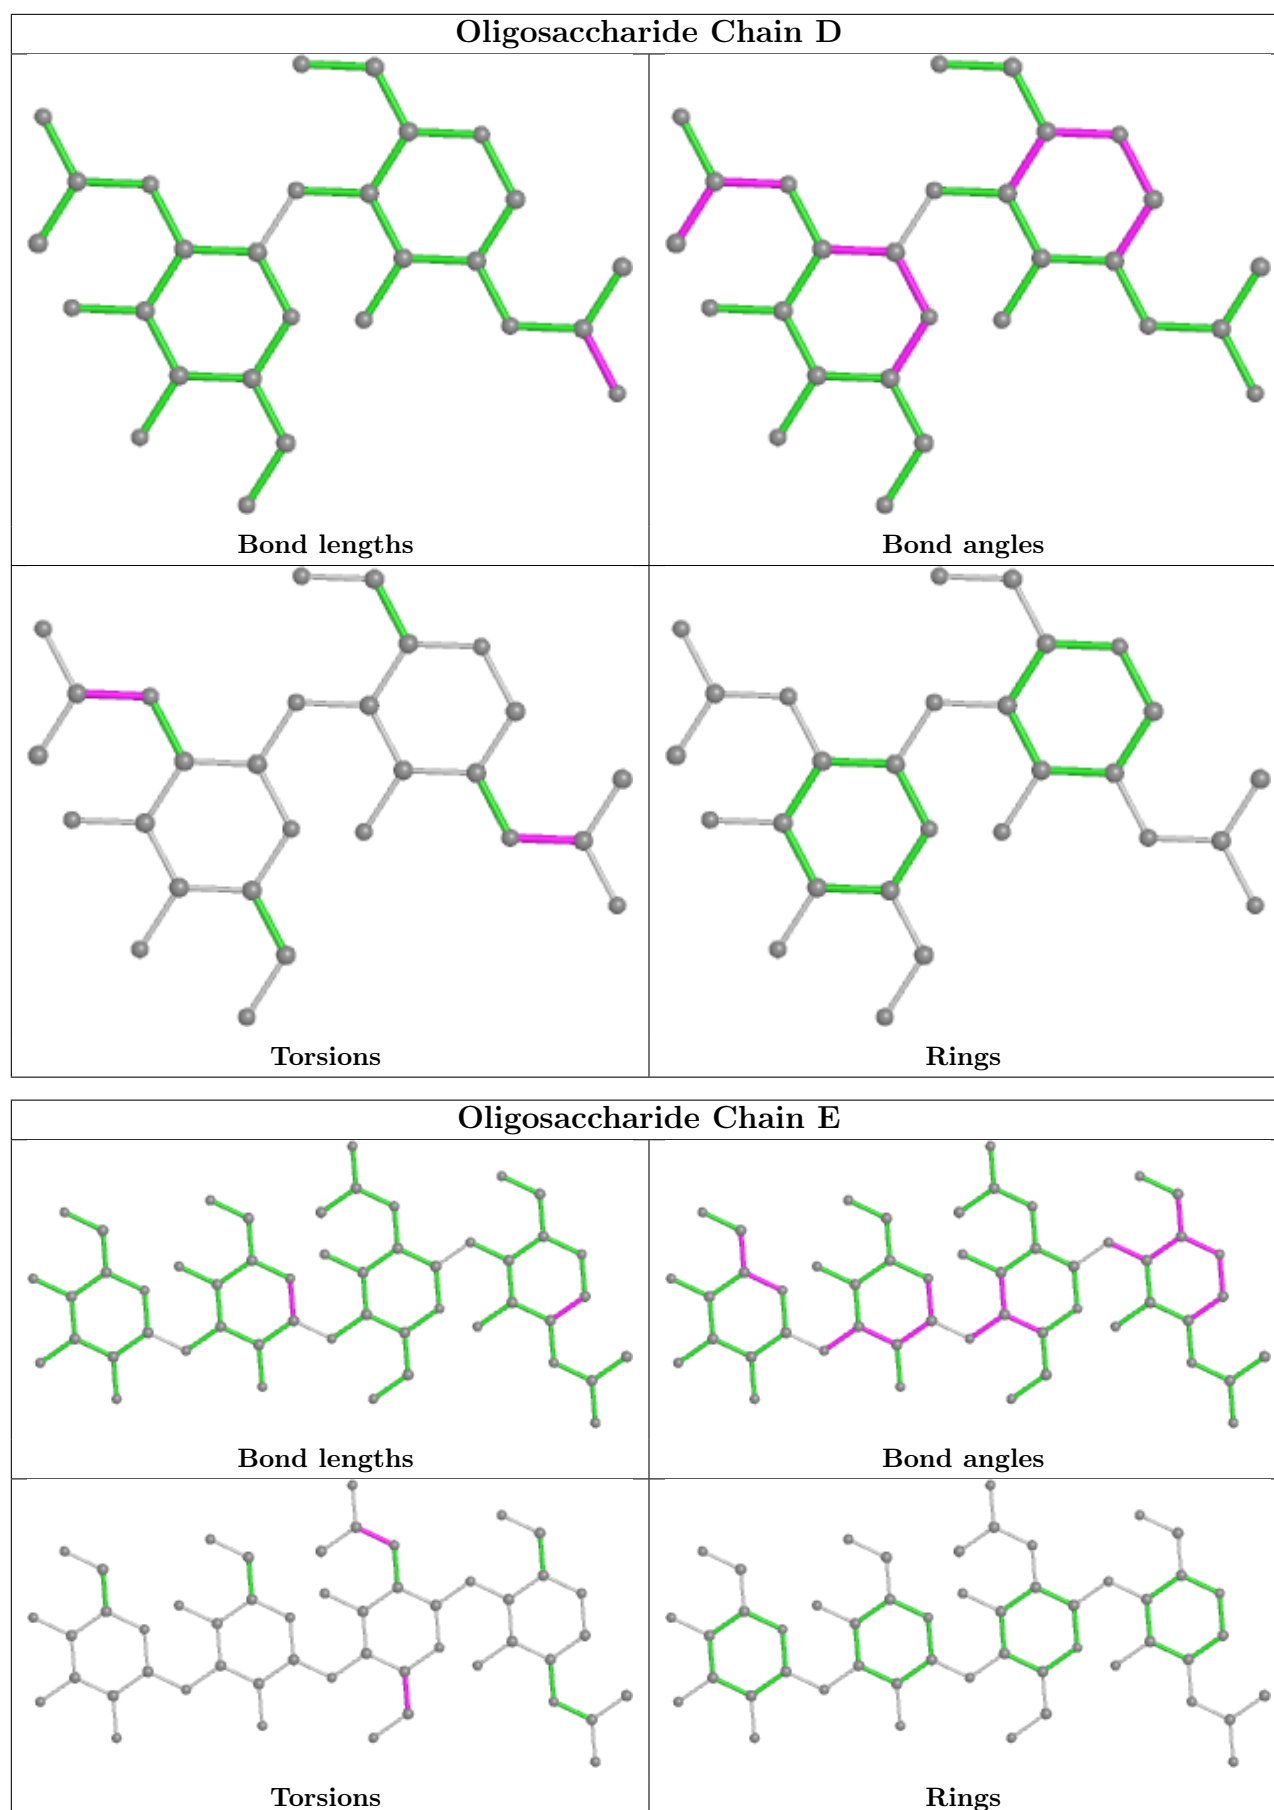 Oligosaccharide Chain D
Bond lengths
Bond angles
Torsions
Rings
Oligosaccharide Chain E
Bond lengths
Bond angles
Torsions
Rings